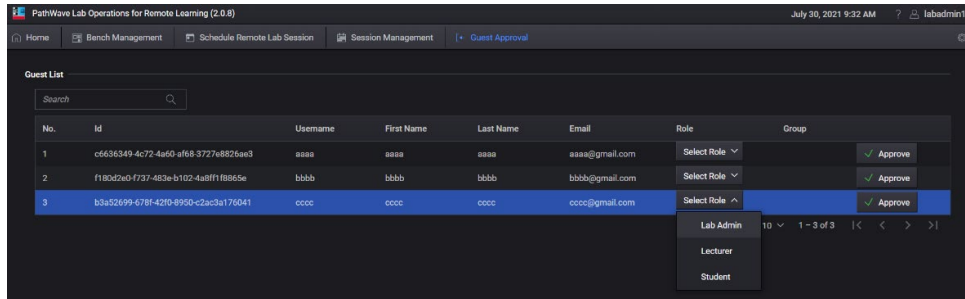 PathWave Lab Operations for Remote Learning (2.0.8) July 30, 2021 9:32 AM ? labadmin1
Home Bench Management Schedule Remote Lab Session Session Management Guest Approval
Guest List
Search
No. Id Username First Name Last Name Email Role Group
1 c6636349-4c72-4a60-af68-3727e8826ae3 aaaa aaaa aaaa aaaa@gmail.com Select Role Approve
2 f180d2e0-f737-483e-b102-4a8ff1f8865e bbbb bbbb bbbb bbbb@gmail.com Select Role Approve
3 b3a52699-678f-42f0-8950-c2ac3a176041 cccc cccc cccc cccc@gmail.com Select Role Approve
Lab Admin 10 1 – 3 of 3
Lecturer
Student